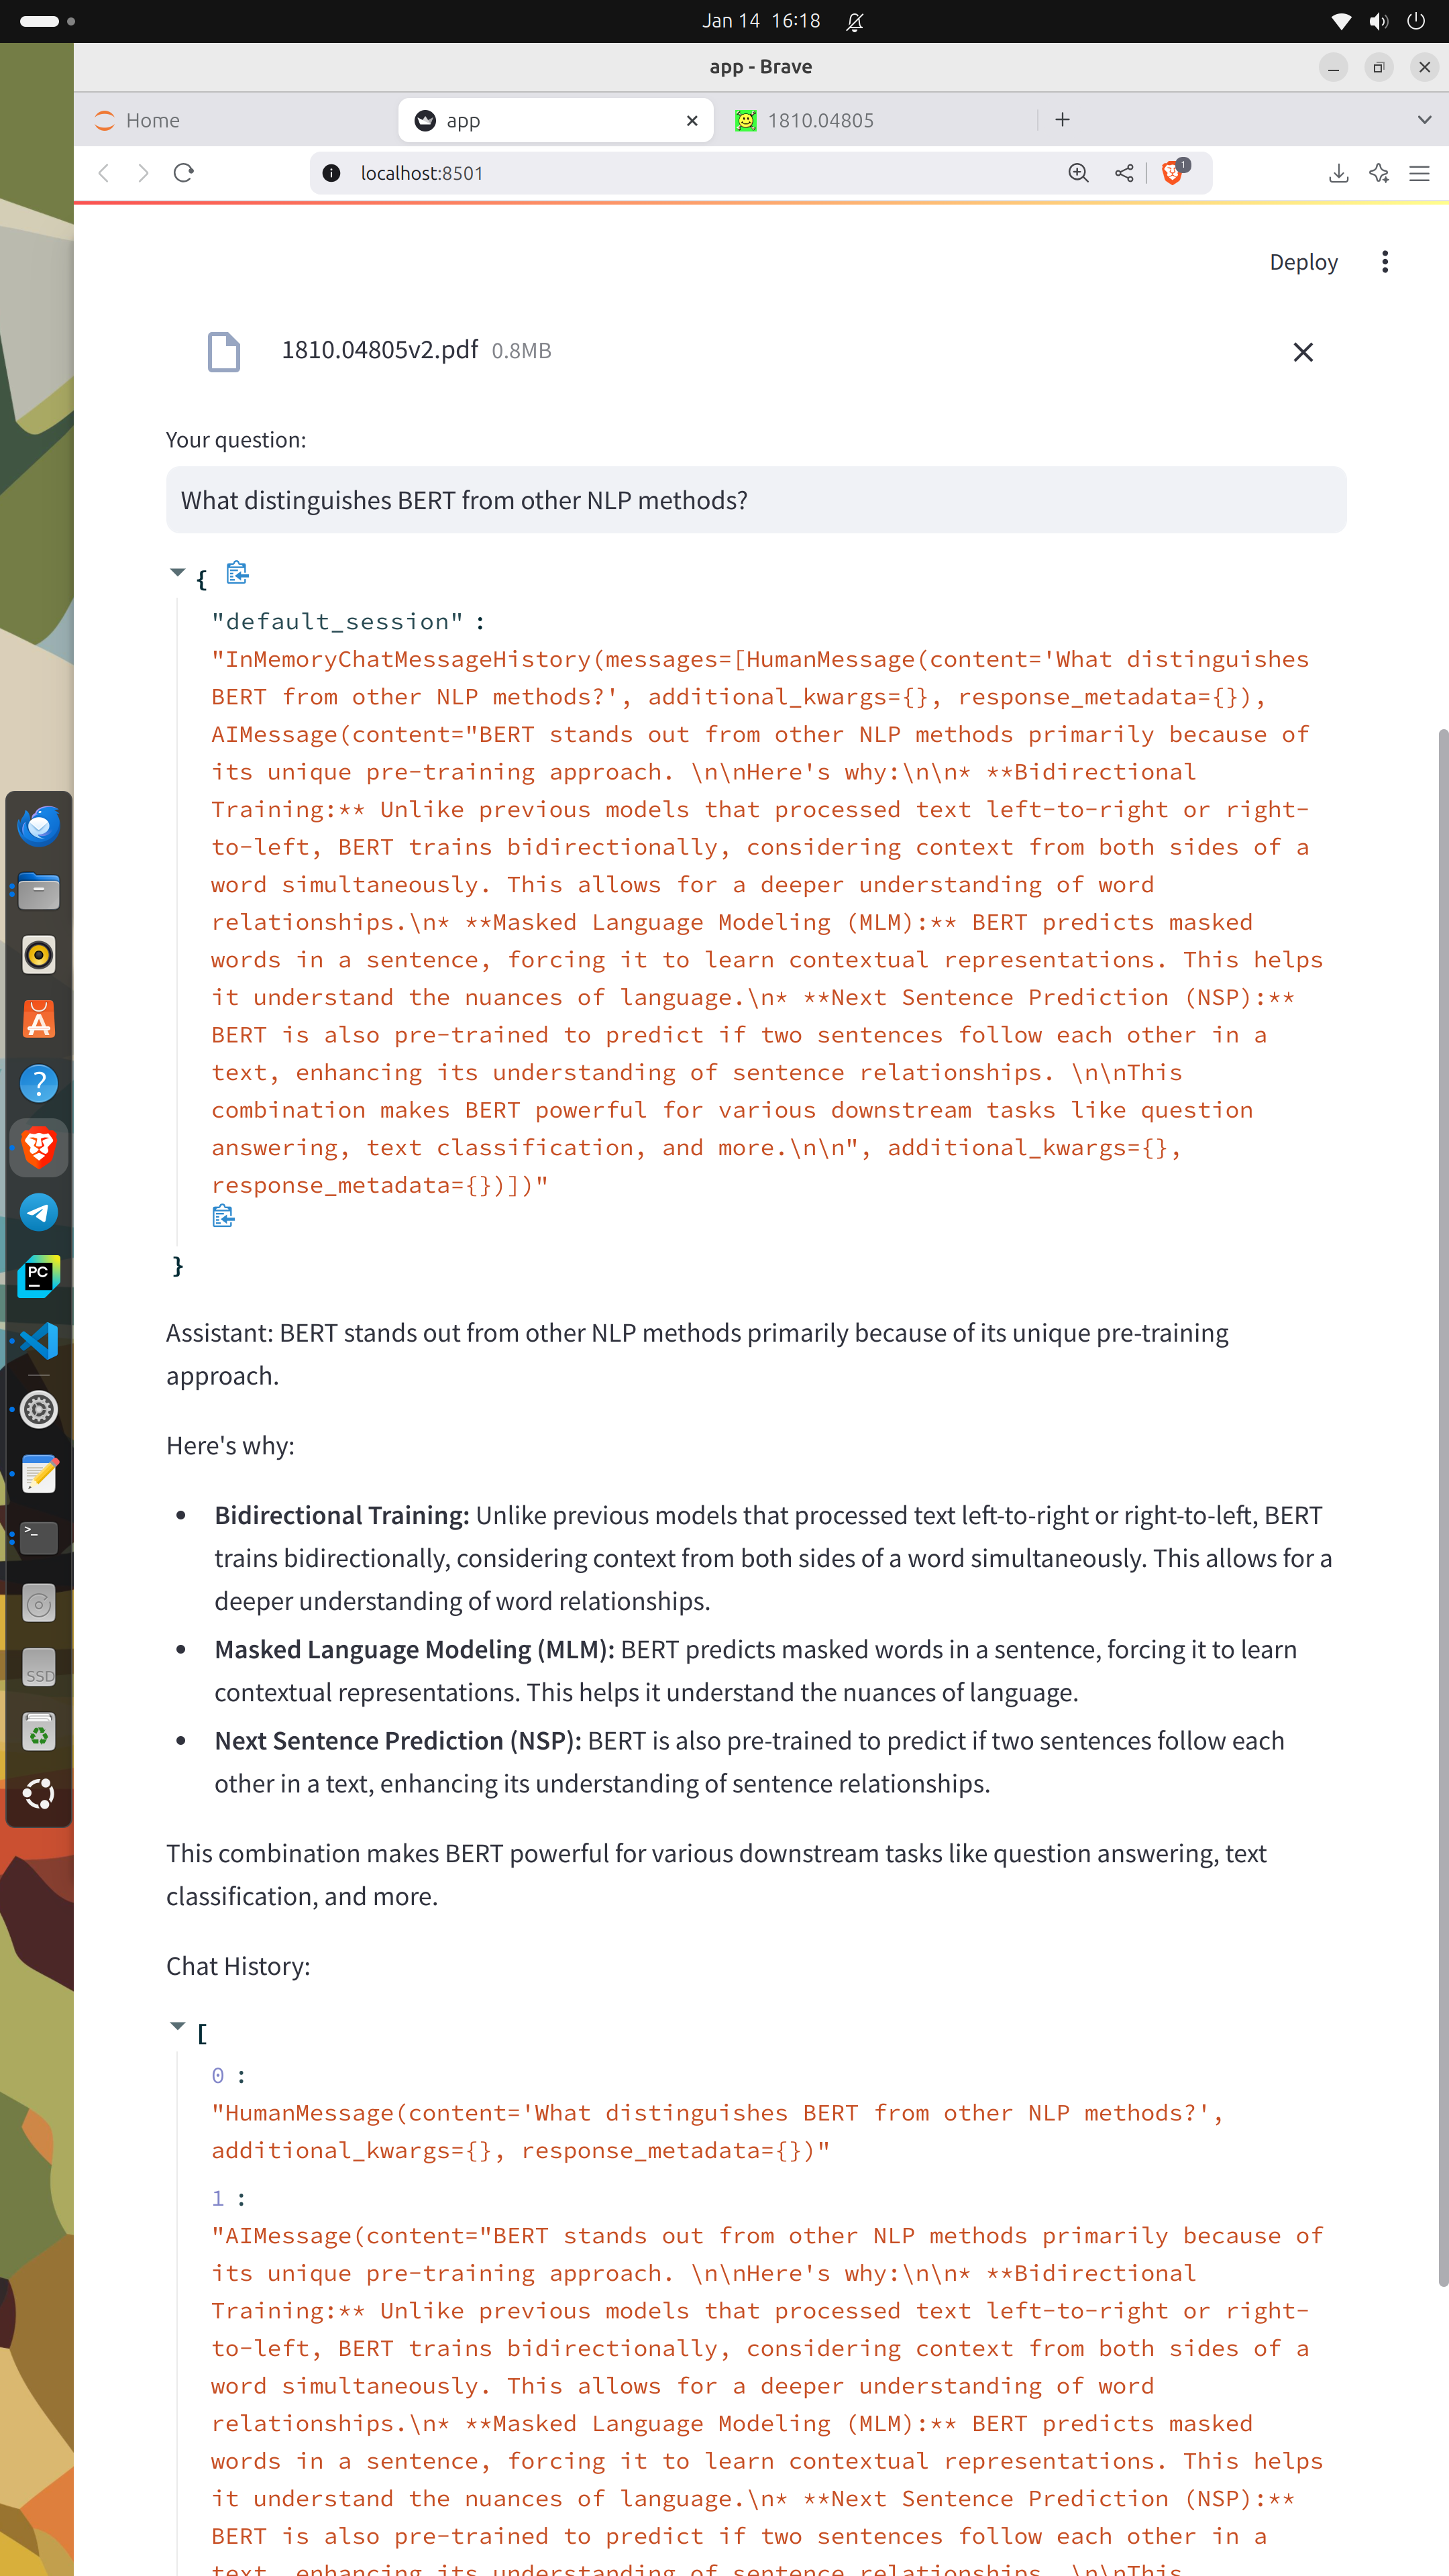 Jan 14 16:18
app - Brave
Home
app
1810.04805
localhost:8501
1
Deploy
1810.04805v2.pdf 0.8MB
Your question:
What distinguishes BERT from other NLP methods?
{
"default_session" :
"InMemoryChatMessageHistory(messages=[HumanMessage(content='What distinguishes
BERT from other NLP methods?', additional_kwargs={}, response_metadata={}),
AIMessage(content="BERT stands out from other NLP methods primarily because of
its unique pre-training approach. \n\nHere's why:\n\n* **Bidirectional
Training:** Unlike previous models that processed text left-to-right or right-
to-left, BERT trains bidirectionally, considering context from both sides of a
word simultaneously. This allows for a deeper understanding of word
relationships.\n* **Masked Language Modeling (MLM):** BERT predicts masked
words in a sentence, forcing it to learn contextual representations. This helps
it understand the nuances of language.\n* **Next Sentence Prediction (NSP):**
BERT is also pre-trained to predict if two sentences follow each other in a
text, enhancing its understanding of sentence relationships. \n\nThis
combination makes BERT powerful for various downstream tasks like question
answering, text classification, and more.\n\n", additional_kwargs={},
response_metadata={})])"
}
Assistant: BERT stands out from other NLP methods primarily because of its unique pre-training
approach.
Here's why:
• Bidirectional Training: Unlike previous models that processed text left-to-right or right-to-left, BERT
trains bidirectionally, considering context from both sides of a word simultaneously. This allows for a
deeper understanding of word relationships.
• Masked Language Modeling (MLM): BERT predicts masked words in a sentence, forcing it to learn
contextual representations. This helps it understand the nuances of language.
• Next Sentence Prediction (NSP): BERT is also pre-trained to predict if two sentences follow each
other in a text, enhancing its understanding of sentence relationships.
This combination makes BERT powerful for various downstream tasks like question answering, text
classification, and more.
Chat History:
[
0 :
"HumanMessage(content='What distinguishes BERT from other NLP methods?',
additional_kwargs={}, response_metadata={})"
1 :
"AIMessage(content="BERT stands out from other NLP methods primarily because of
its unique pre-training approach. \n\nHere's why:\n\n* **Bidirectional
Training:** Unlike previous models that processed text left-to-right or right-
to-left, BERT trains bidirectionally, considering context from both sides of a
word simultaneously. This allows for a deeper understanding of word
relationships.\n* **Masked Language Modeling (MLM):** BERT predicts masked
words in a sentence, forcing it to learn contextual representations. This helps
it understand the nuances of language.\n* **Next Sentence Prediction (NSP):**
BERT is also pre-trained to predict if two sentences follow each other in a
text, enhancing its understanding of sentence relationships. \n\nThis
PC
SSD